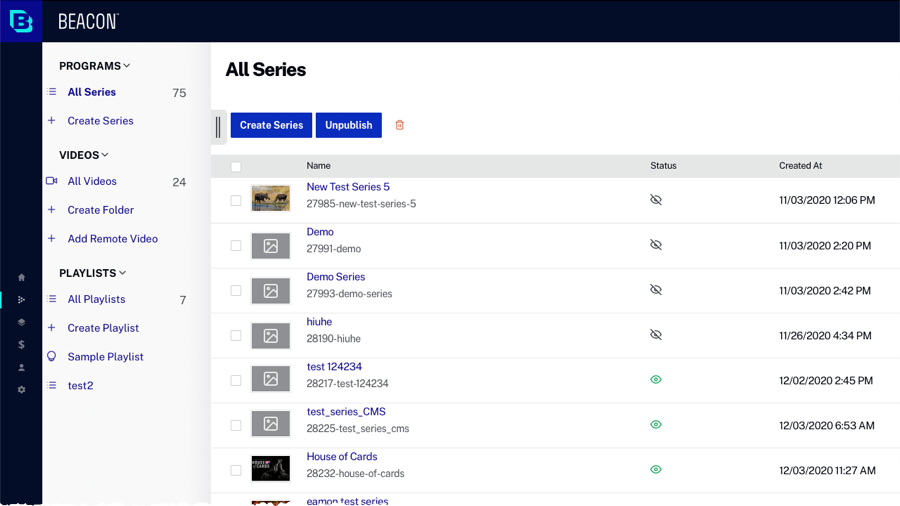 BEACON
PROGRAMS
All Series 75
Create Series
VIDEOS
All Videos 24
Create Folder
Add Remote Video
PLAYLISTS
All Playlists 7
Create Playlist
Sample Playlist
test2
All Series
Create Series Unpublish
Name Status Created At
New Test Series 5
27985-new-test-series-5
11/03/2020 12:06 PM
Demo
27991-demo
11/03/2020 2:20 PM
Demo Series
27993-demo-series
11/03/2020 2:42 PM
hiuhe
28190-hiuhe
11/26/2020 4:34 PM
test 124234
28217-test-124234
12/02/2020 2:45 PM
test_series_CMS
28225-test_series_cms
12/03/2020 6:53 AM
HOUSE OF
CARDS
House of Cards
28232-house-of-cards
12/03/2020 11:27 AM
eamon test series